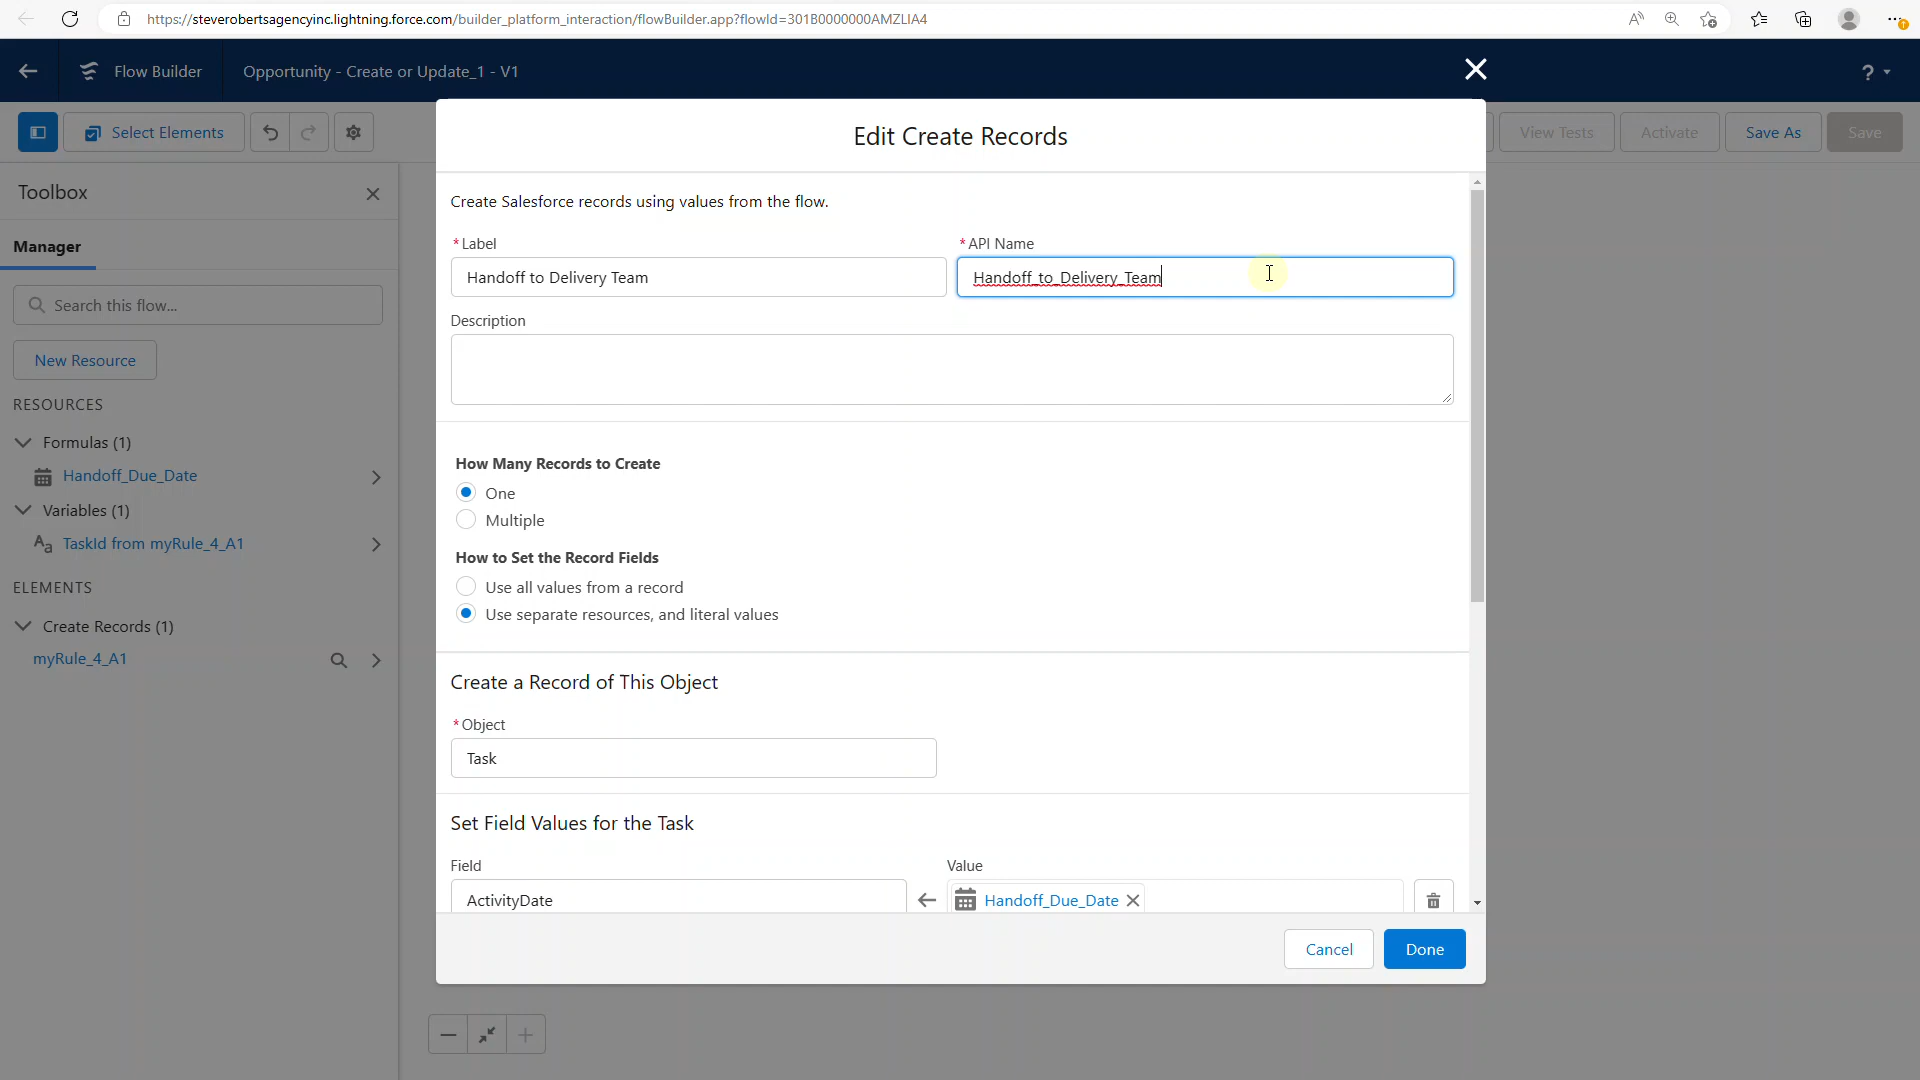 https://steverobertsagencyinc.lightning.force.com/builder_platform_interaction/flowBuilder.app?flowId=301B0000000AMZLIA4
Flow Builder
Opportunity - Create or Update_1 - V1
?
Select Elements
View Tests
Activate
Save As
Save
Toolbox
Manager
Search this flow...
New Resource
RESOURCES
Formulas (1)
Handoff_Due_Date
Variables (1)
Aa TaskId from myRule_4_A1
ELEMENTS
Create Records (1)
myRule_4_A1
Edit Create Records
Create Salesforce records using values from the flow.
*Label
*API Name
Handoff to Delivery Team
Handoff_to_Delivery_Team
Description
How Many Records to Create
One
Multiple
How to Set the Record Fields
Use all values from a record
Use separate resources, and literal values
Create a Record of This Object
*Object
Task
Set Field Values for the Task
Field
Value
ActivityDate
Handoff_Due_Date
Cancel
Done